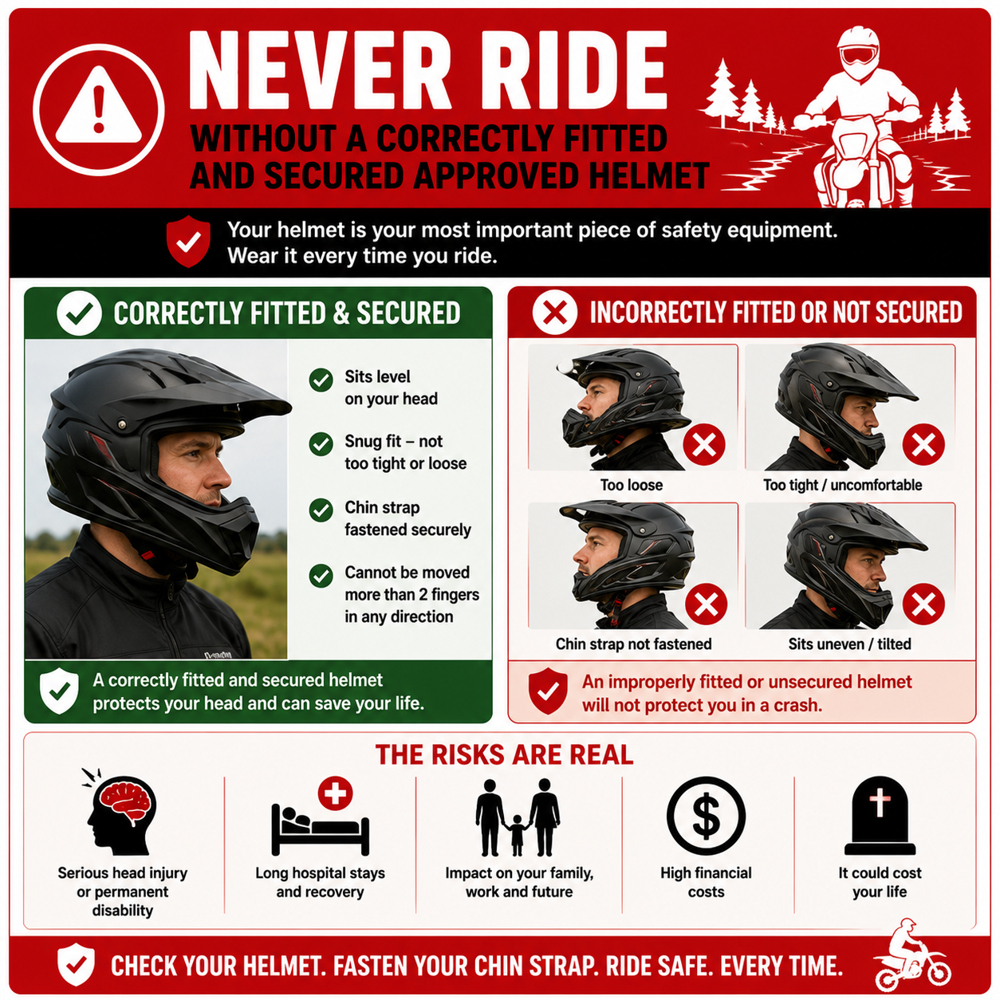 NEVER RIDE
WITHOUT A CORRECTLY FITTED
AND SECURED APPROVED HELMET
Your helmet is your most important piece of safety equipment.
Wear it every time you ride.
CORRECTLY FITTED & SECURED
Sits level
on your head
Snug fit – not
too tight or loose
Chin strap
fastened securely
Cannot be moved
more than 2 fingers
in any direction
A correctly fitted and secured helmet
protects your head and can save your life.
INCORRECTLY FITTED OR NOT SECURED
Too loose
Too tight / uncomfortable
Chin strap not fastened
Sits uneven / tilted
An improperly fitted or unsecured helmet
will not protect you in a crash.
THE RISKS ARE REAL
Serious head injury
or permanent
disability
Long hospital stays
and recovery
Impact on your family,
work and future
$
High financial
costs
It could cost
your life
CHECK YOUR HELMET. FASTEN YOUR CHIN STRAP. RIDE SAFE. EVERY TIME.